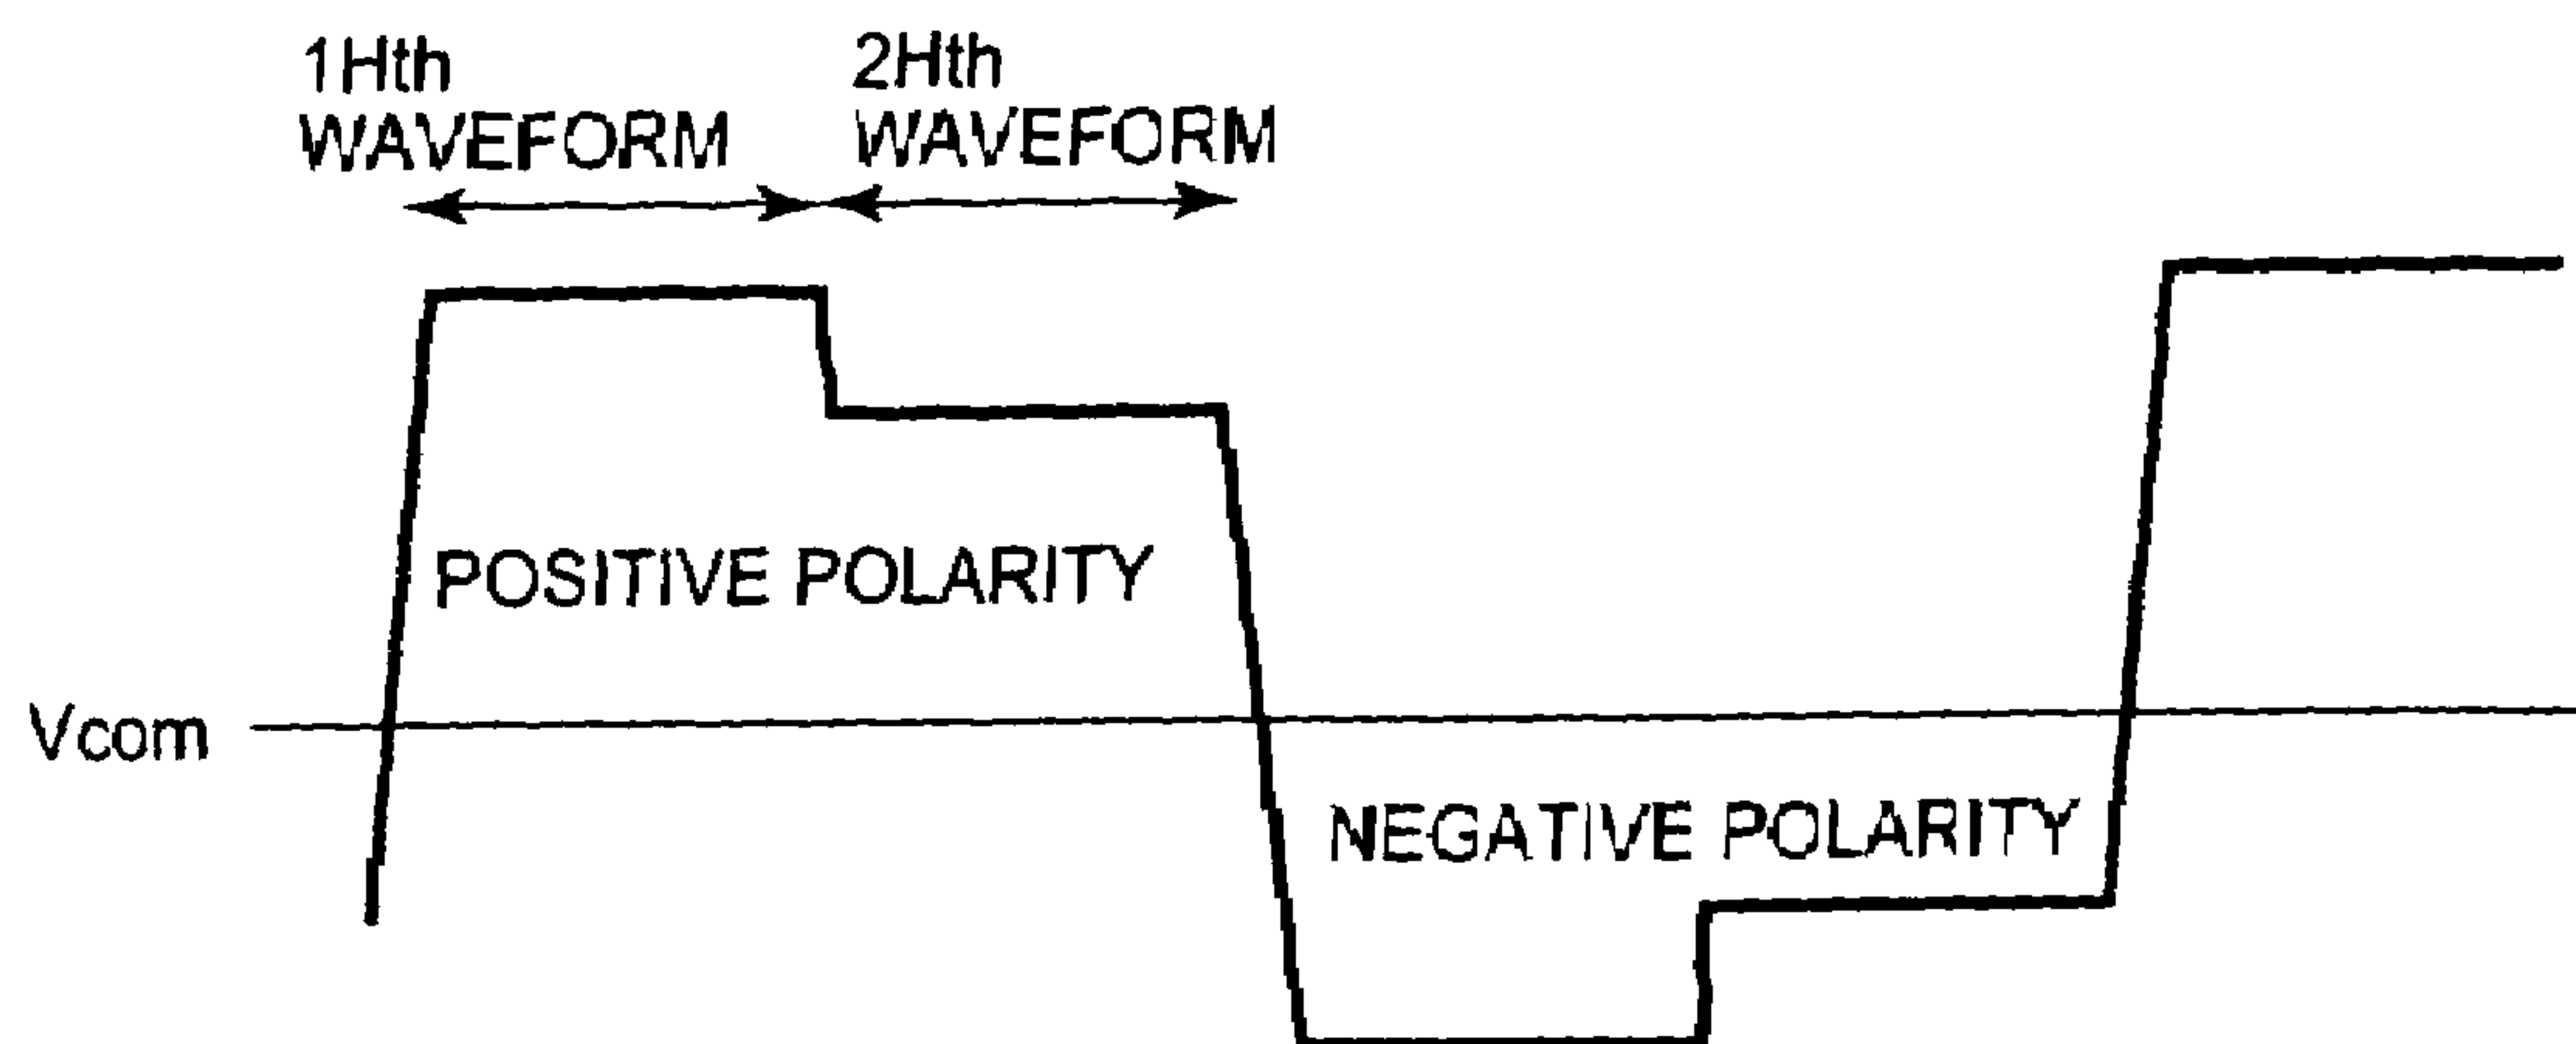 1Hth
WAVEFORM
2Hth
WAVEFORM
POSITIVE POLARITY
Vcom
NEGATIVE POLARITY